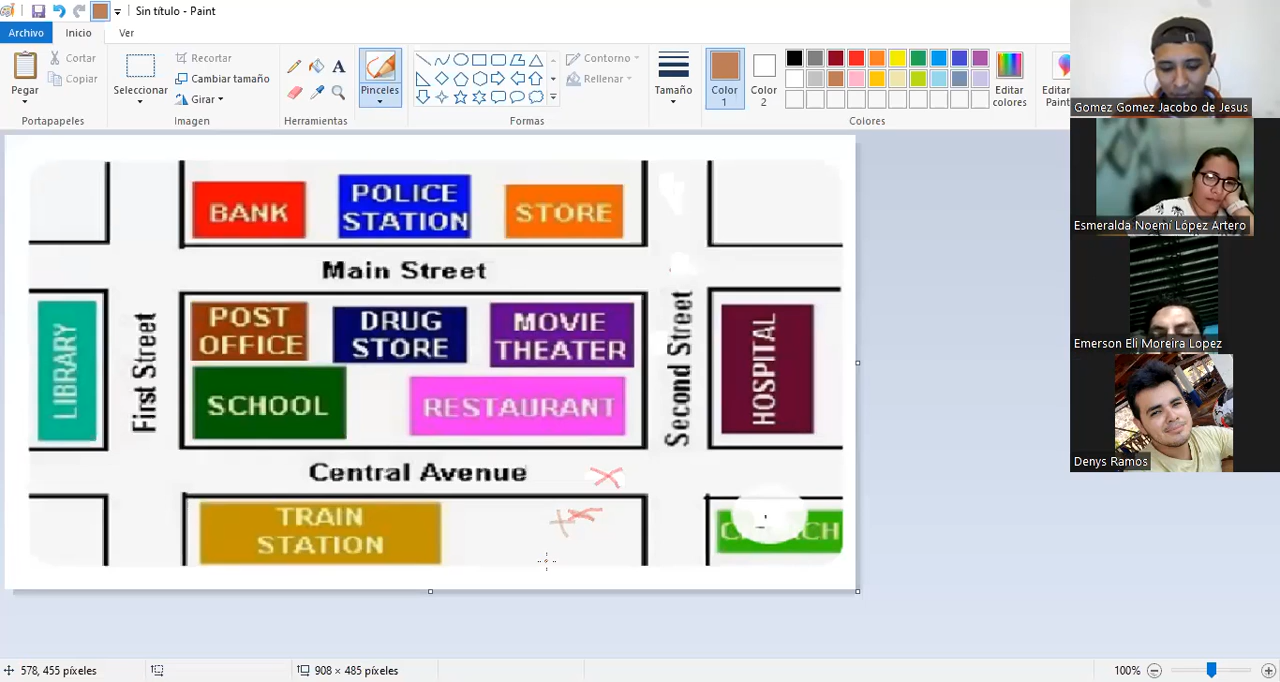 Sin título - Paint
Archivo
Inicio
Ver
Pegar
Cortar
Copiar
Portapapeles
Seleccionar
Recortar
Cambiar tamaño
Girar
Imagen
Herramientas
Pinceles
Contorno
Rellenar
Formas
Tamaño
Color 1
Color 2
Editar colores
Colores
Editar
Paint
BANK
POLICE
STATION
STORE
Main Street
LIBRARY
First Street
POST
OFFICE
DRUG
STORE
MOVIE
THEATER
SCHOOL
RESTAURANT
Second Street
HOSPITAL
Central Avenue
TRAIN
STATION
Gomez Gomez Jacobo de Jesus
Esmeralda Noemi López Artero
Emerson Eli Moreira Lopez
Denys Ramos
578, 455 píxeles
908 × 485 píxeles
100%